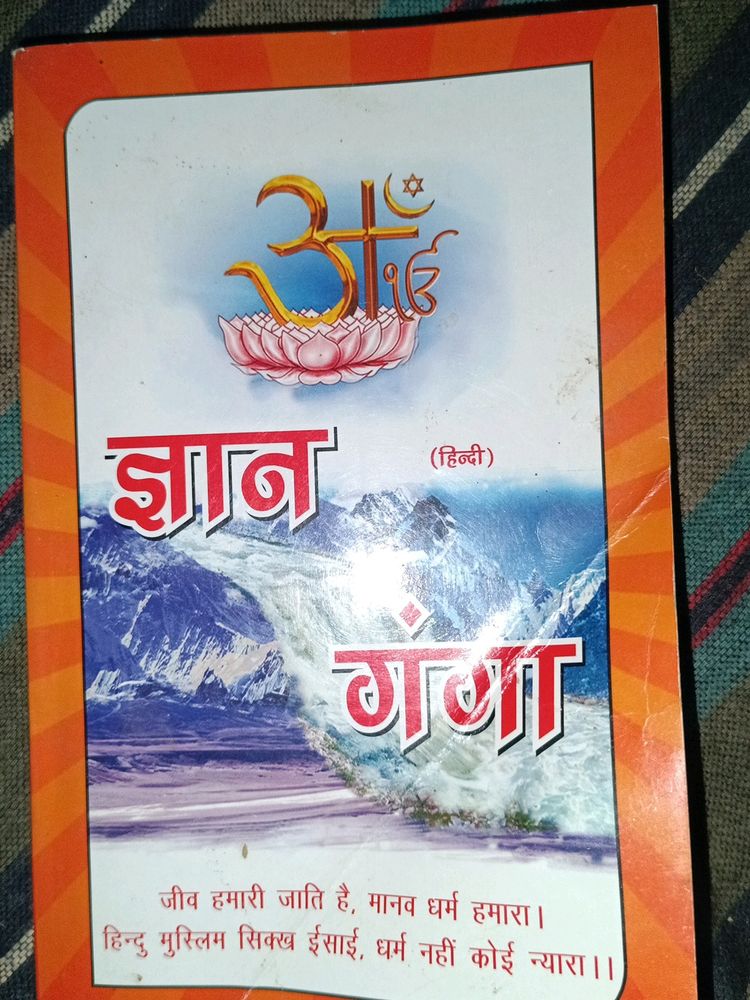 ज्ञान
(हिन्दी)
गंगा
जीव हमारी जाति है, मानव धर्म हमारा।
हिन्दु मुस्लिम सिक्ख ईसाई, धर्म नहीं कोई न्यारा।।